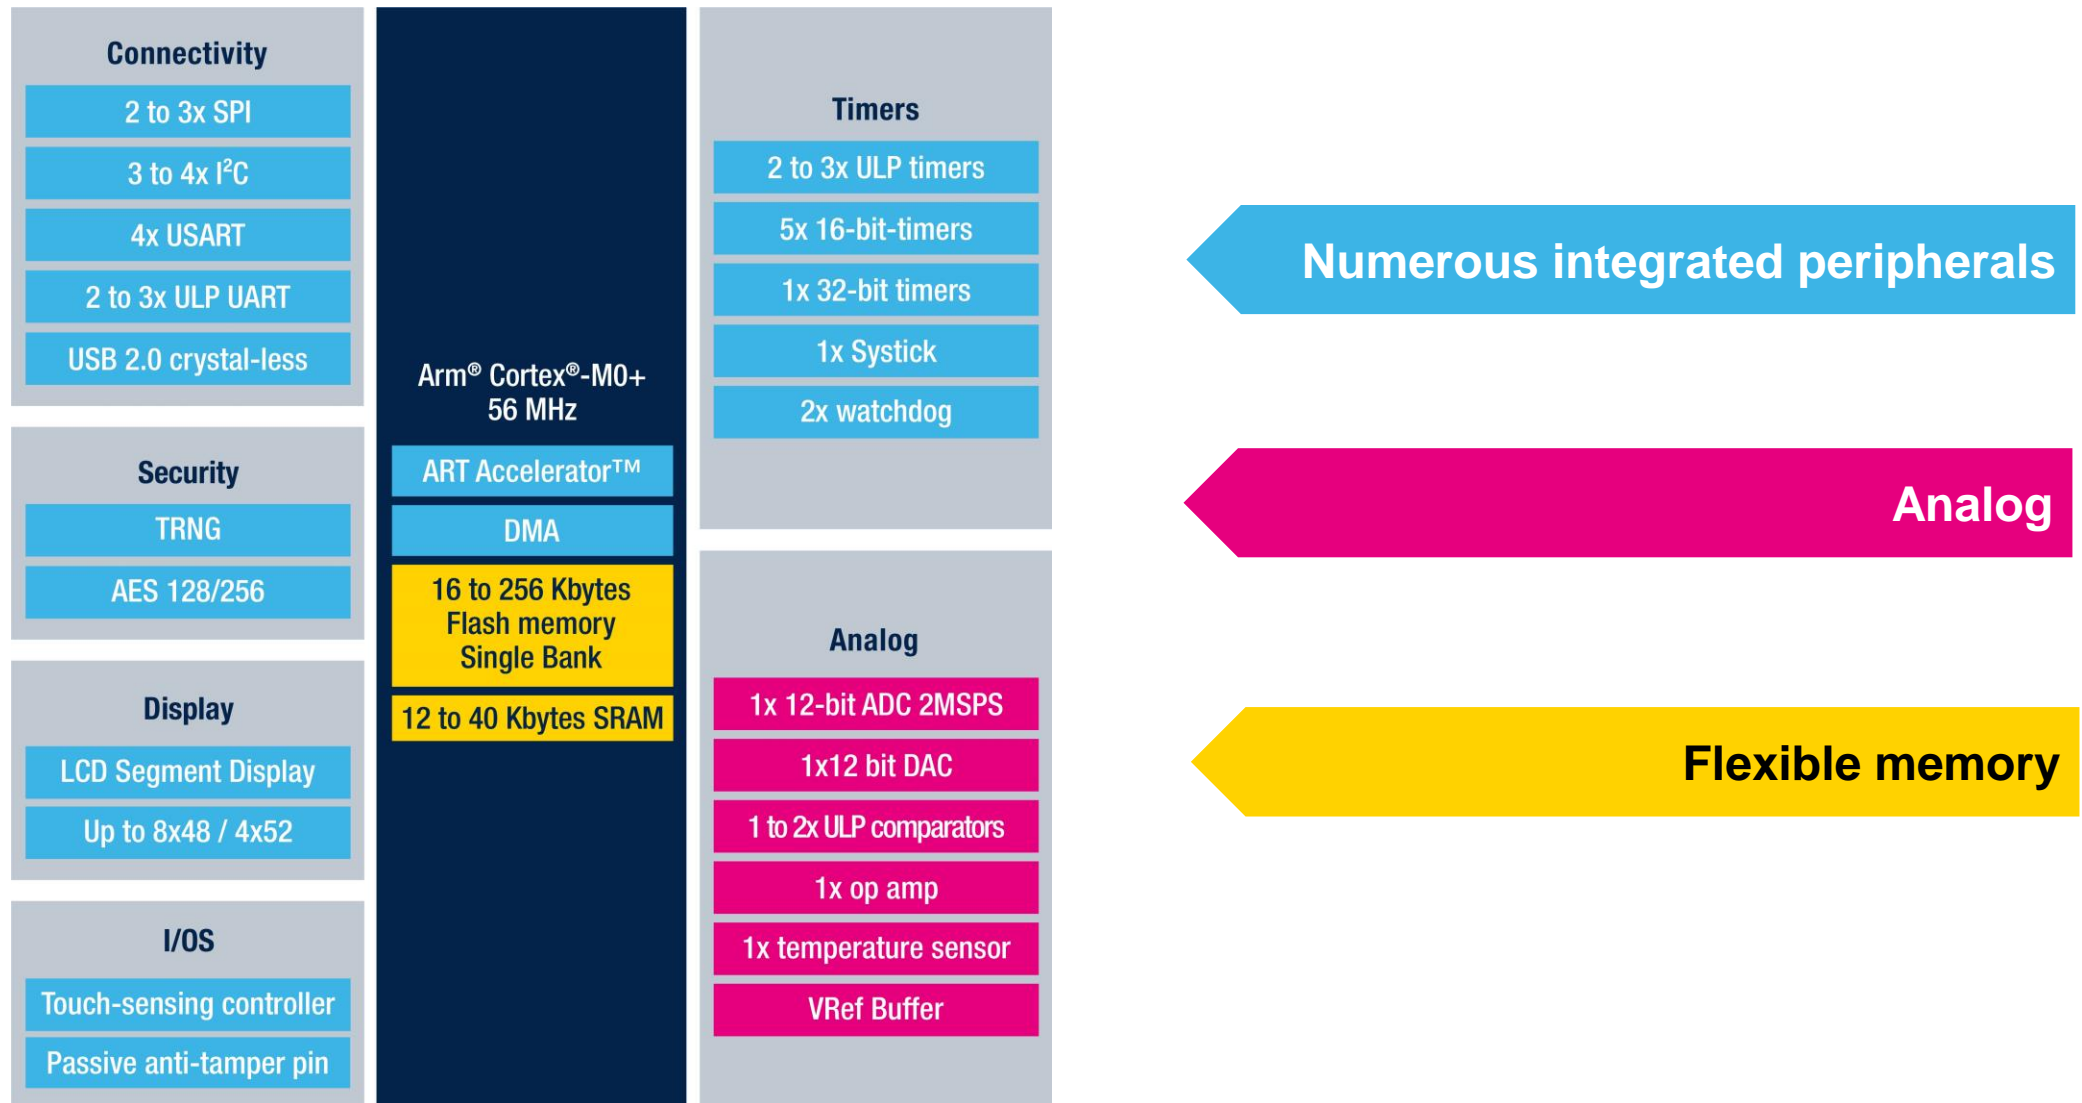 Connectivity
2 to 3x SPI
3 to 4x I²C
4x USART
2 to 3x ULP UART
USB 2.0 crystal-less
Security
TRNG
AES 128/256
Display
LCD Segment Display
Up to 8x48 / 4x52
I/OS
Touch-sensing controller
Passive anti-tamper pin
Arm® Cortex®-M0+
56 MHz
ART Accelerator™
DMA
16 to 256 Kbytes
Flash memory
Single Bank
12 to 40 Kbytes SRAM
Timers
2 to 3x ULP timers
5x 16-bit-timers
1x 32-bit timers
1x Systick
2x watchdog
Analog
1x 12-bit ADC 2MSPS
1x12 bit DAC
1 to 2x ULP comparators
1x op amp
1x temperature sensor
VRef Buffer
Numerous integrated peripherals
Analog
Flexible memory